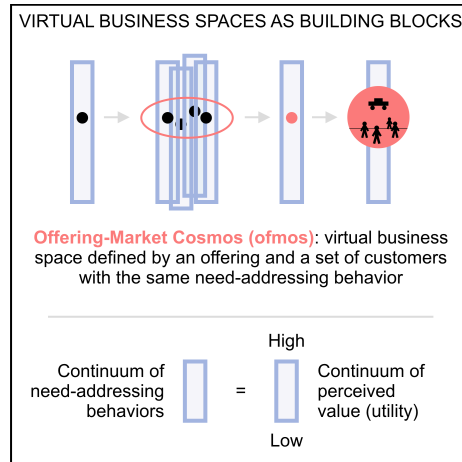 VIRTUAL BUSINESS SPACES AS BUILDING BLOCKS
Offering-Market Cosmos (ofmos): virtual business
space defined by an offering and a set of customers
with the same need-addressing behavior
High
Continuum of
need-addressing
behaviors
=
Continuum of
perceived
value (utility)
Low